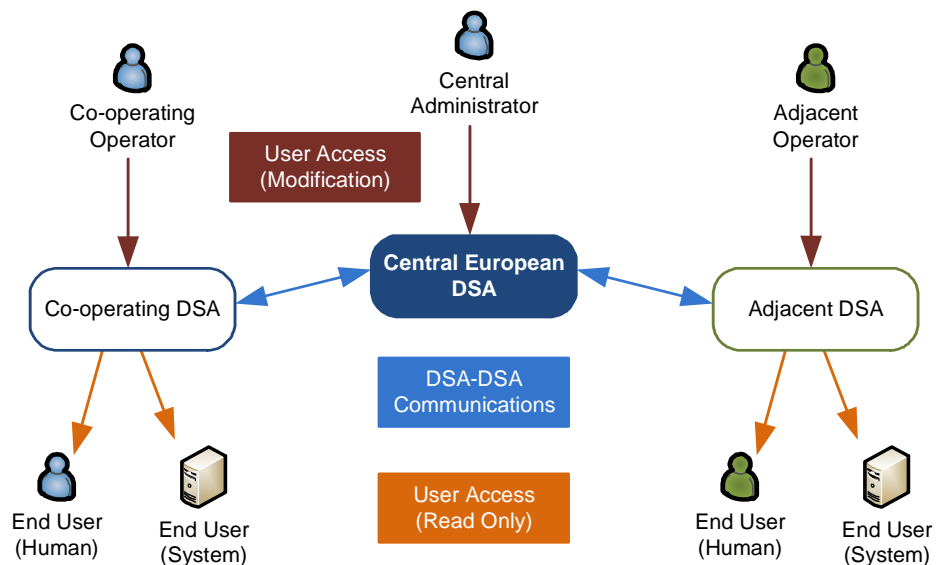 Co-operating
Operator
Central
Administrator
Adjacent
Operator
User Access
(Modification)
Central European
DSA
Co-operating DSA
Adjacent DSA
DSA-DSA
Communications
User Access
(Read Only)
End User
(Human)
End User
(System)
End User
(Human)
End User
(System)